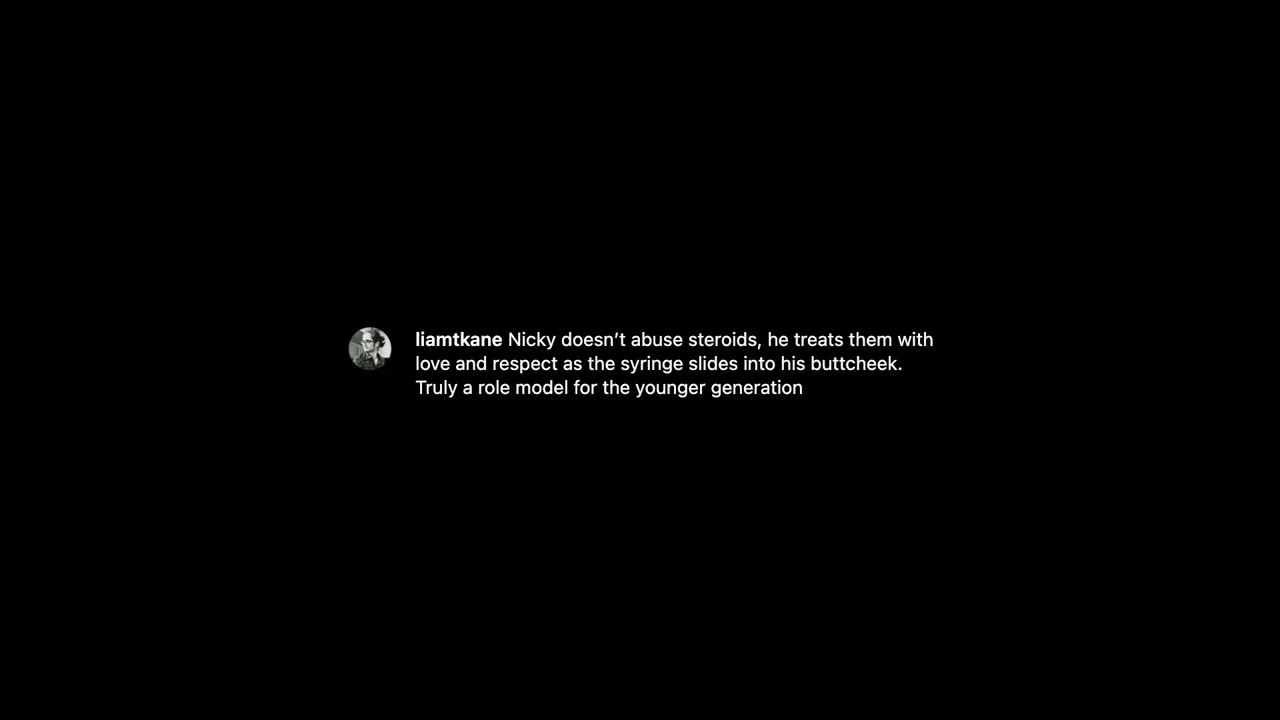 liamtkane Nicky doesn’t abuse steroids, he treats them with
love and respect as the syringe slides into his buttcheek.
Truly a role model for the younger generation